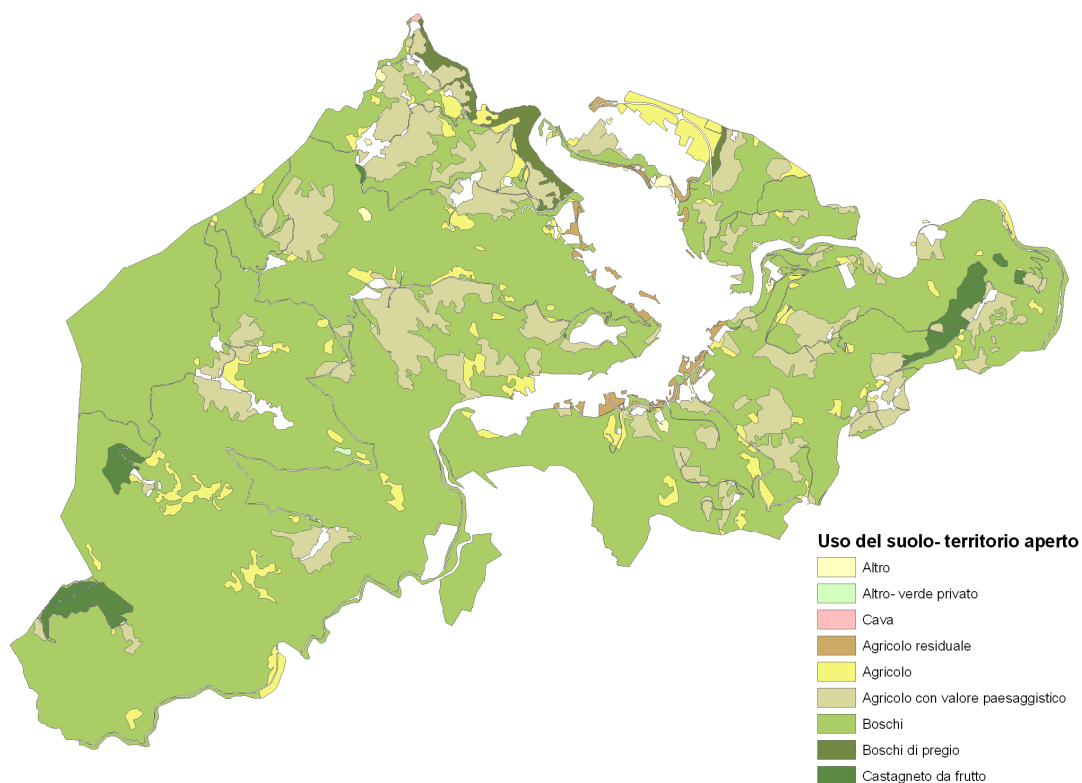 Uso del suolo- territorio aperto
Altro
Altro- verde privato
Cava
Agricolo residuale
Agricolo
Agricolo con valore paesaggistico
Boschi
Boschi di pregio
Castagneto da frutto